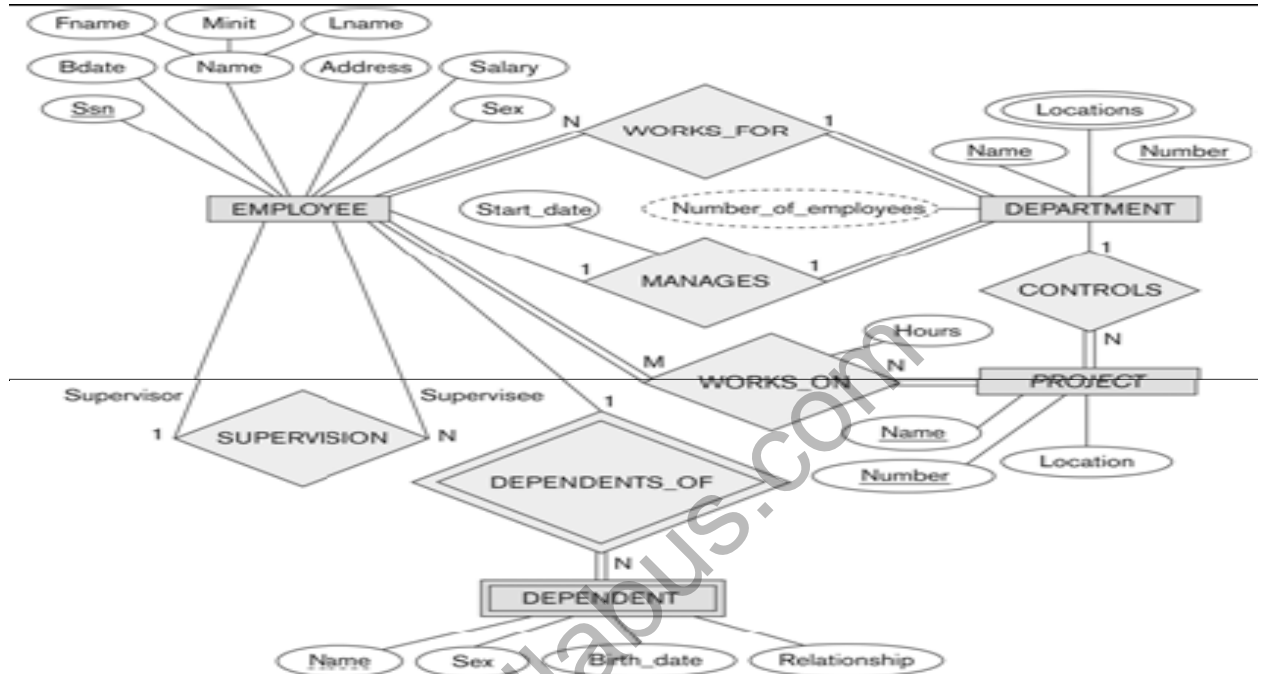 Fname Minit Lname
Bdate Name Address Salary
Ssn Sex
N WORKS_FOR 1
Locations
Name Number
EMPLOYEE Start_date Number_of_employees DEPARTMENT
1 MANAGES 1
1
CONTROLS
N
Hours
M WORKS_ON N PROJECT
Supervisor Supervisee
1 SUPERVISION N
1
Name
Number Location
DEPENDENTS_OF
N
DEPENDENT
Name Sex Birth_date Relationship